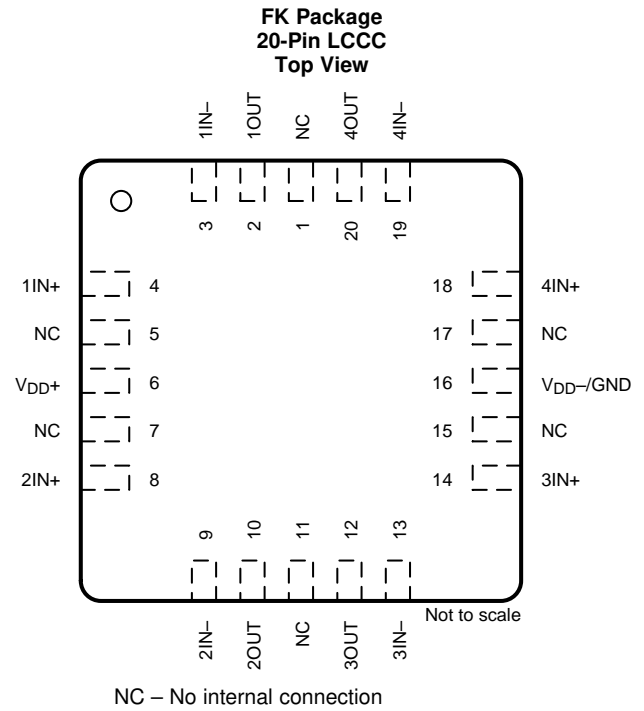 FK Package
20-Pin LCCC
Top View
1IN–
1OUT
NC
4OUT
4IN–
3
2
1
20
19
1IN+ 4
NC 5
VDD+ 6
NC 7
2IN+ 8
18 4IN+
17 NC
16 VDD–/GND
15 NC
14 3IN+
9
10
11
12
13
2IN–
2OUT
NC
3OUT
3IN–
Not to scale
NC – No internal connection